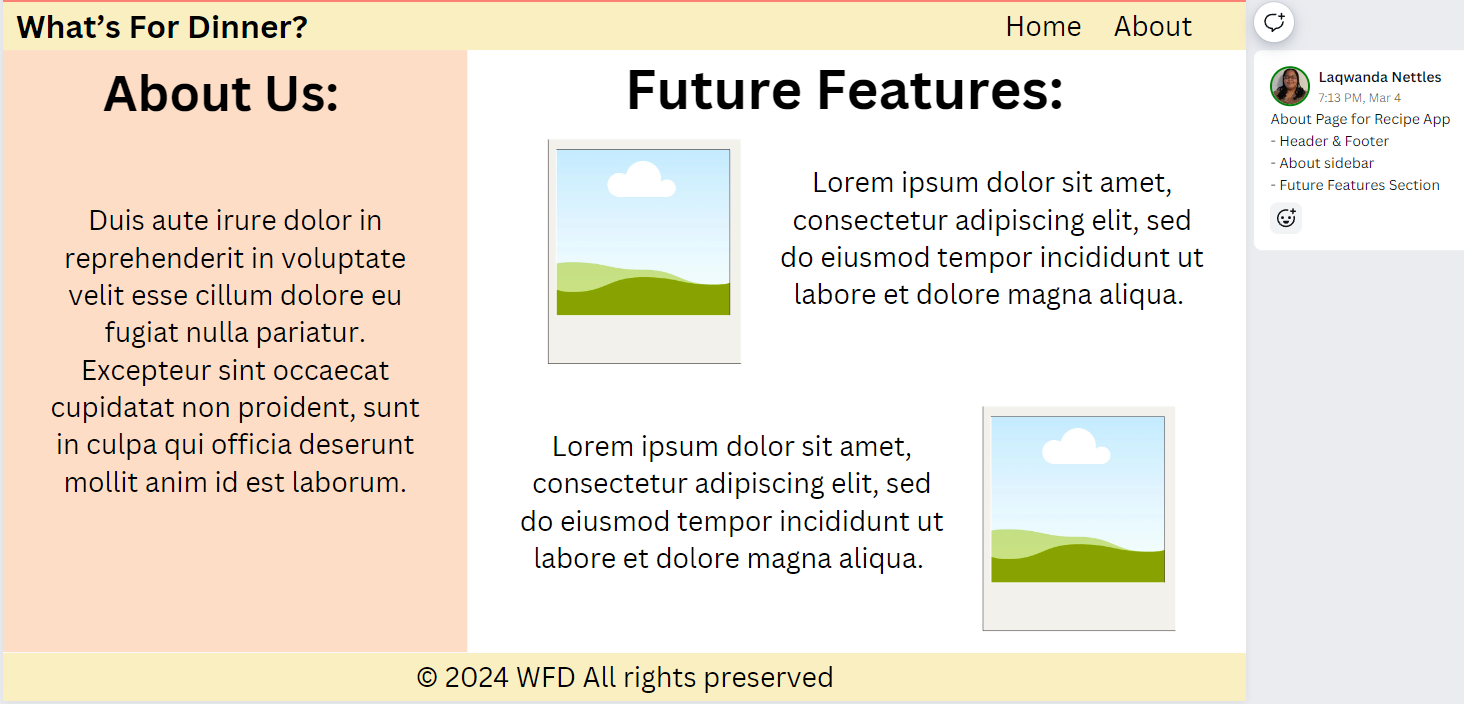 What's For Dinner?
Home
About
About Us:
Duis aute irure dolor in
reprehenderit in voluptate
velit esse cillum dolore eu
fugiat nulla pariatur.
Excepteur sint occaecat
cupidatat non proident, sunt
in culpa qui officia deserunt
mollit anim id est laborum.
Future Features:
Lorem ipsum dolor sit amet,
consectetur adipiscing elit, sed
do eiusmod tempor incididunt ut
labore et dolore magna aliqua.
Lorem ipsum dolor sit amet,
consectetur adipiscing elit, sed
do eiusmod tempor incididunt ut
labore et dolore magna aliqua.
© 2024 WFD All rights preserved
Laqwanda Nettles
7:13 PM, Mar 4
About Page for Recipe App
- Header & Footer
- About sidebar
- Future Features Section